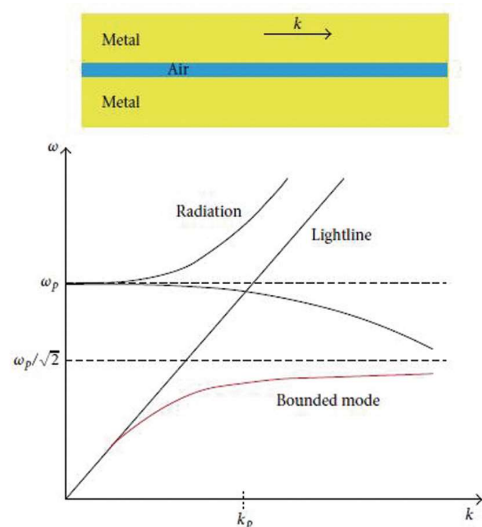 Metal
k
Air
Metal
ω
Radiation
Lightline
ωₚ
ωₚ/√2
Bounded mode
kₚ
k